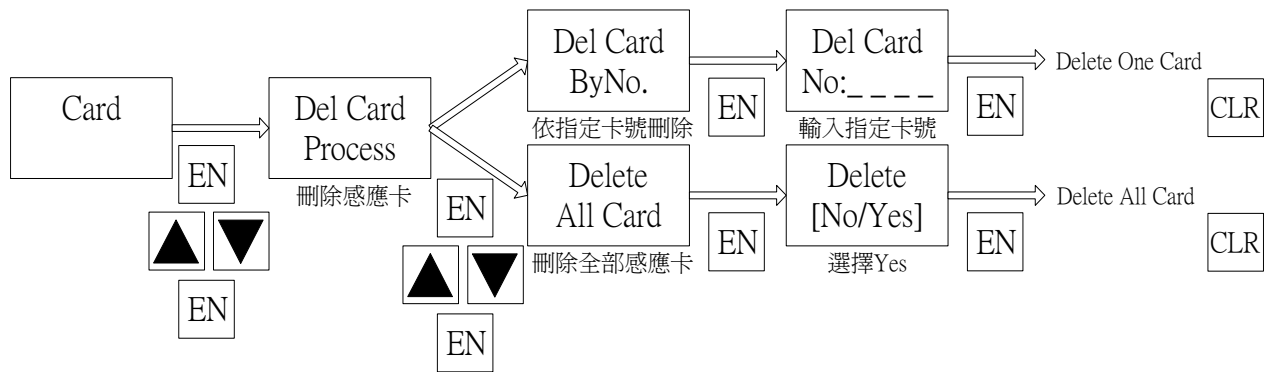 Card
EN
▲ ▼
EN
Del Card
Process
刪除感應卡
EN
▲ ▼
EN
Del Card
ByNo.
依指定卡號刪除
EN
Del Card
No:_ _ _ _
輸入指定卡號
EN
Delete One Card
CLR
Delete
All Card
刪除全部感應卡
EN
Delete
[No/Yes]
選擇Yes
EN
Delete All Card
CLR